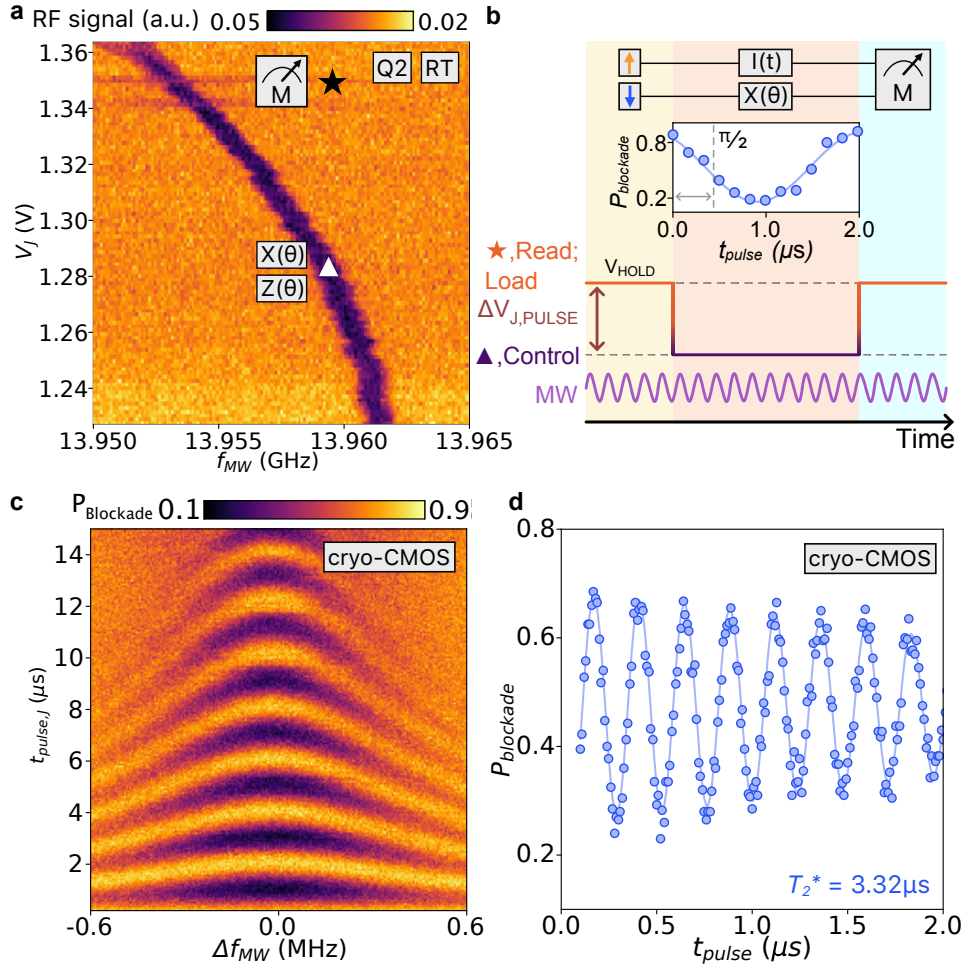 a RF signal (a.u.) 0.05 0.02
1.36
1.34
1.32
1.30
1.28
1.26
1.24
V_J (V)
M
Q2 RT
X(θ)
Z(θ)
13.950 13.955 13.960 13.965
f_MW (GHz)
b
I(t)
X(θ)
M
π/2
0.8
0.2
P_blockade
0.0 1.0 2.0
t_pulse (μs)
★,Read;
Load
V_HOLD
ΔV_J,PULSE
▲,Control
MW
Time
c P_Blockade 0.1 0.9
cryo-CMOS
14
12
10
8
6
4
2
t_pulse,J (μs)
-0.6 0.0 0.6
Δf_MW (MHz)
d
0.8
0.6
0.4
0.2
P_blockade
cryo-CMOS
T_2* = 3.32μs
0.0 0.5 1.0 1.5 2.0
t_pulse (μs)